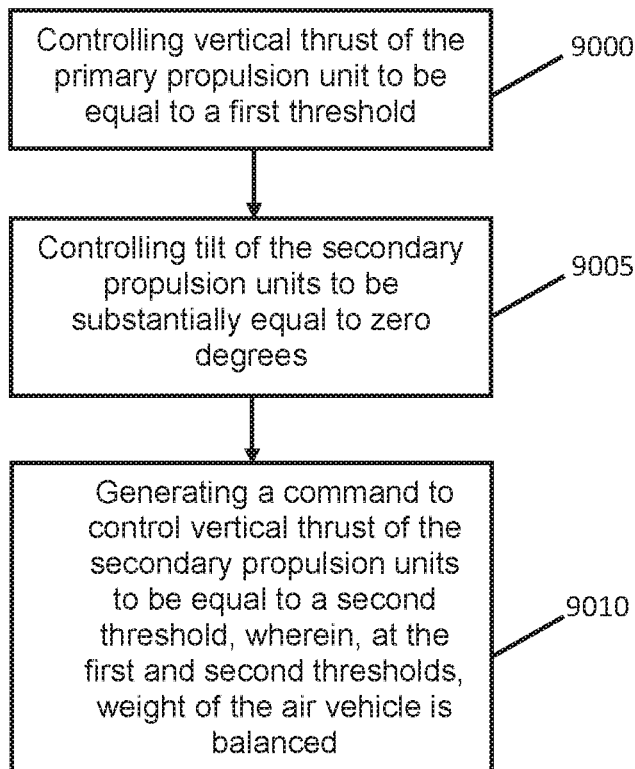 Controlling vertical thrust of the
primary propulsion unit to be
equal to a first threshold
9000
Controlling tilt of the secondary
propulsion units to be
substantially equal to zero
degrees
9005
Generating a command to
control vertical thrust of the
secondary propulsion units
to be equal to a second
threshold, wherein, at the
first and second thresholds,
weight of the air vehicle is
balanced
9010